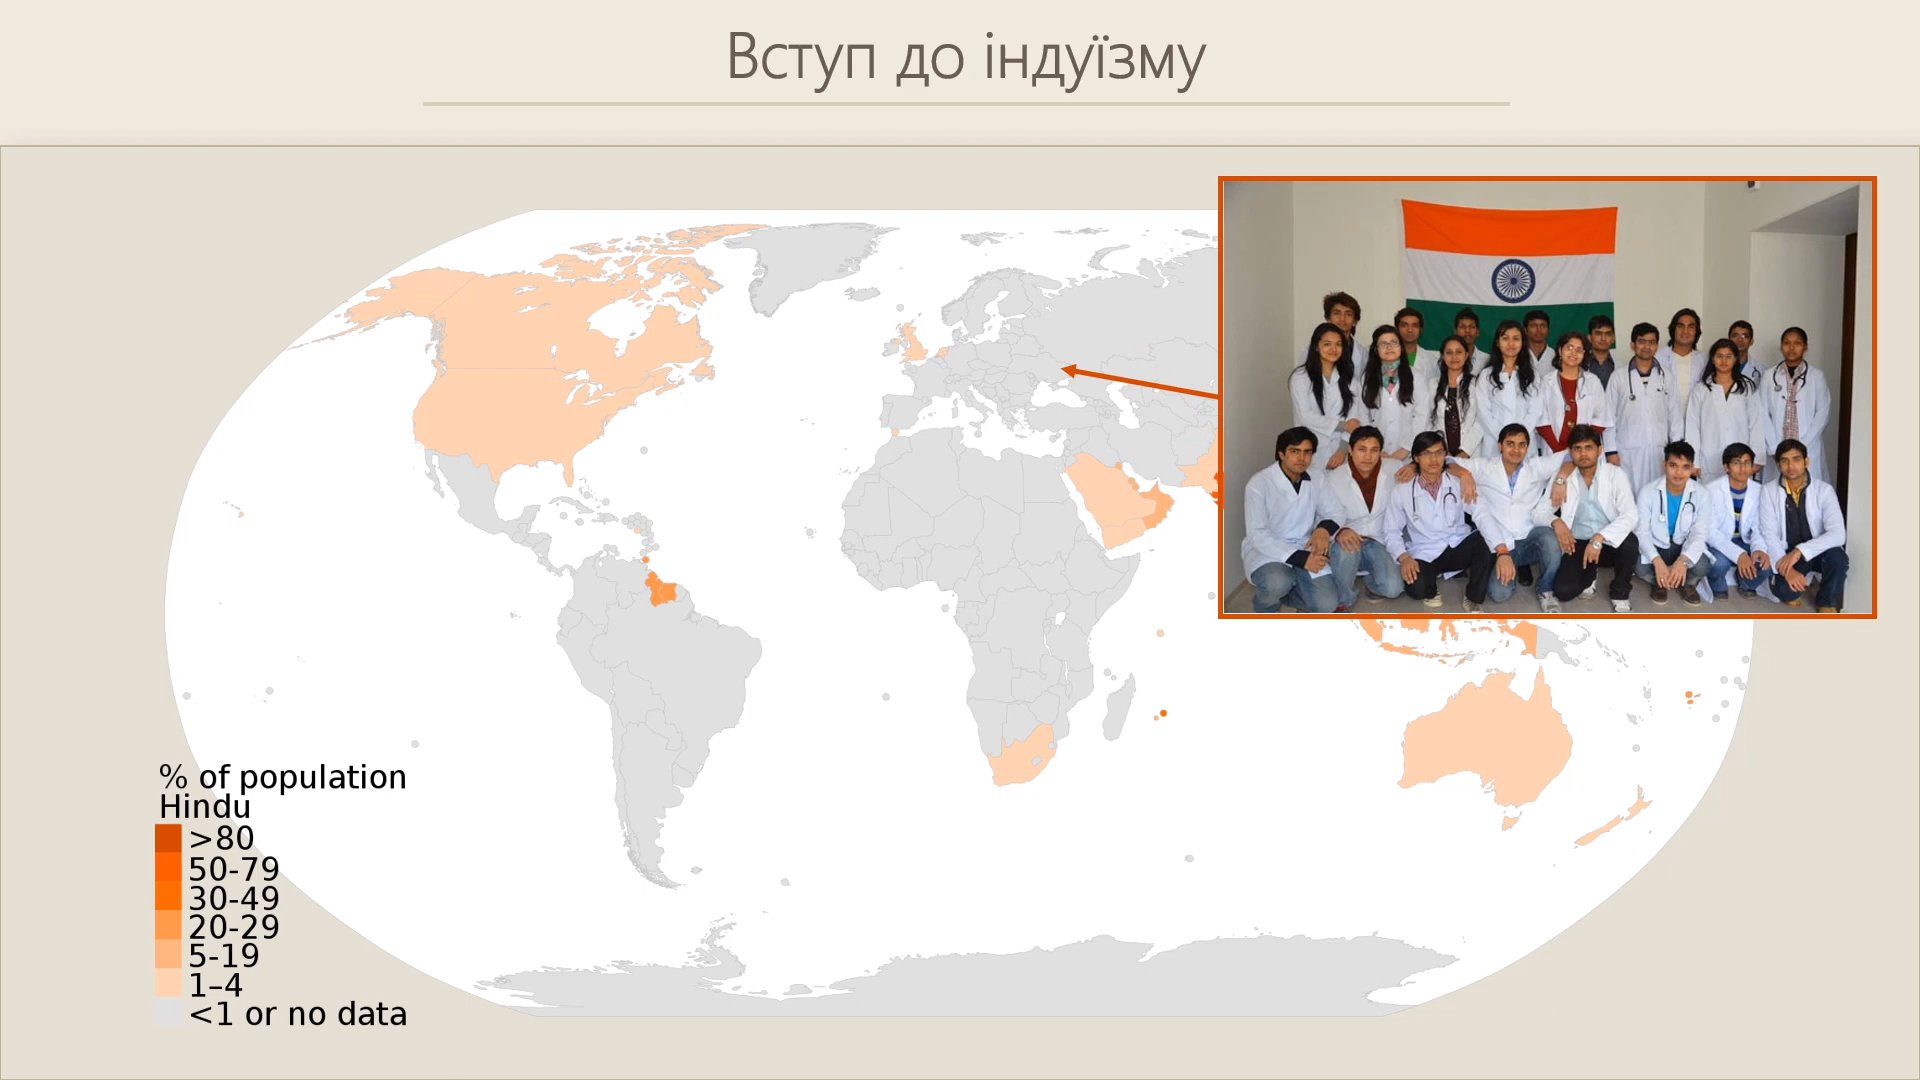 Вступ до індуїзму
% of population
Hindu
>80
50-79
30-49
20-29
5-19
1–4
<1 or no data